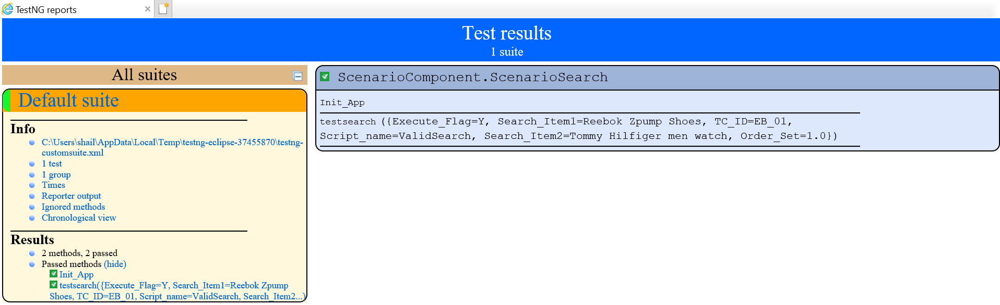 TestNG reports
Test results
1 suite
All suites
Default suite
Info
C:\Users\shail\AppData\Local\Temp\testng-eclipse-37455870\testng-
customsuite.xml
1 test
1 group
Times
Reporter output
Ignored methods
Chronological view
Results
2 methods, 2 passed
Passed methods (hide)
Init_App
testsearch({Execute_Flag=Y, Search_Item1=Reebok Zpump
Shoes, TC_ID=EB_01, Script_name=ValidSearch, Search_Item2...)
ScenarioComponent.ScenarioSearch
Init_App
testsearch ({Execute_Flag=Y, Search_Item1=Reebok Zpump Shoes, TC_ID=EB_01,
Script_name=ValidSearch, Search_Item2=Tommy Hilfiger men watch, Order_Set=1.0})